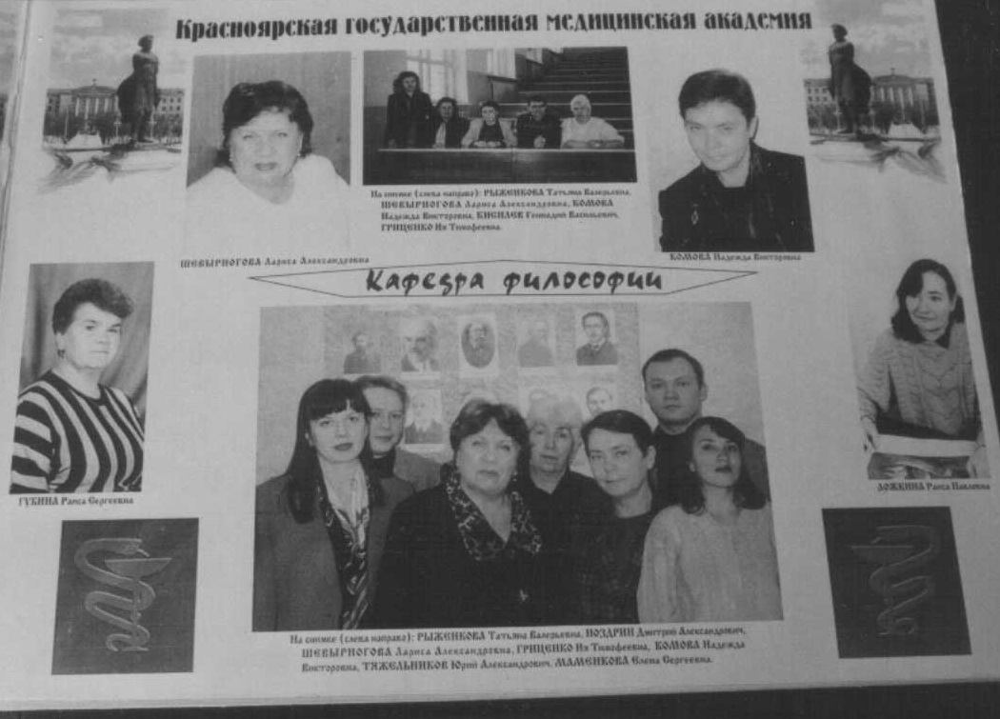 Красноярская государственная медицинская академия
На снимке (слева направо): РЫЖЕНКОВА Татьяна Валерьевна,
ШЕВЫРНОГОВА Лариса Александровна, КОМОВА
Надежда Викторовна, КИСЕЛЕВ Геннадий Васильевич,
ГРИЦЕНКО Ия Тимофеевна.
ШЕВЫРНОГОВА Лариса Александровна
КОМОВА Надежда Викторовна
Кафедра философии
ГУБИНА Раиса Сергеевна
ЛОЖКИНА Раиса Павловна
На снимке (слева направо): РЫЖЕНКОВА Татьяна Валерьевна, НОЗДРИН Дмитрий Александрович,
ШЕВЫРНОГОВА Лариса Александровна, ГРИЦЕНКО Ия Тимофеевна, КОМОВА Надежда
Викторовна, ТЯЖЕЛЬНИКОВ Юрий Александрович, МАМЕНКОВА Елена Сергеевна.